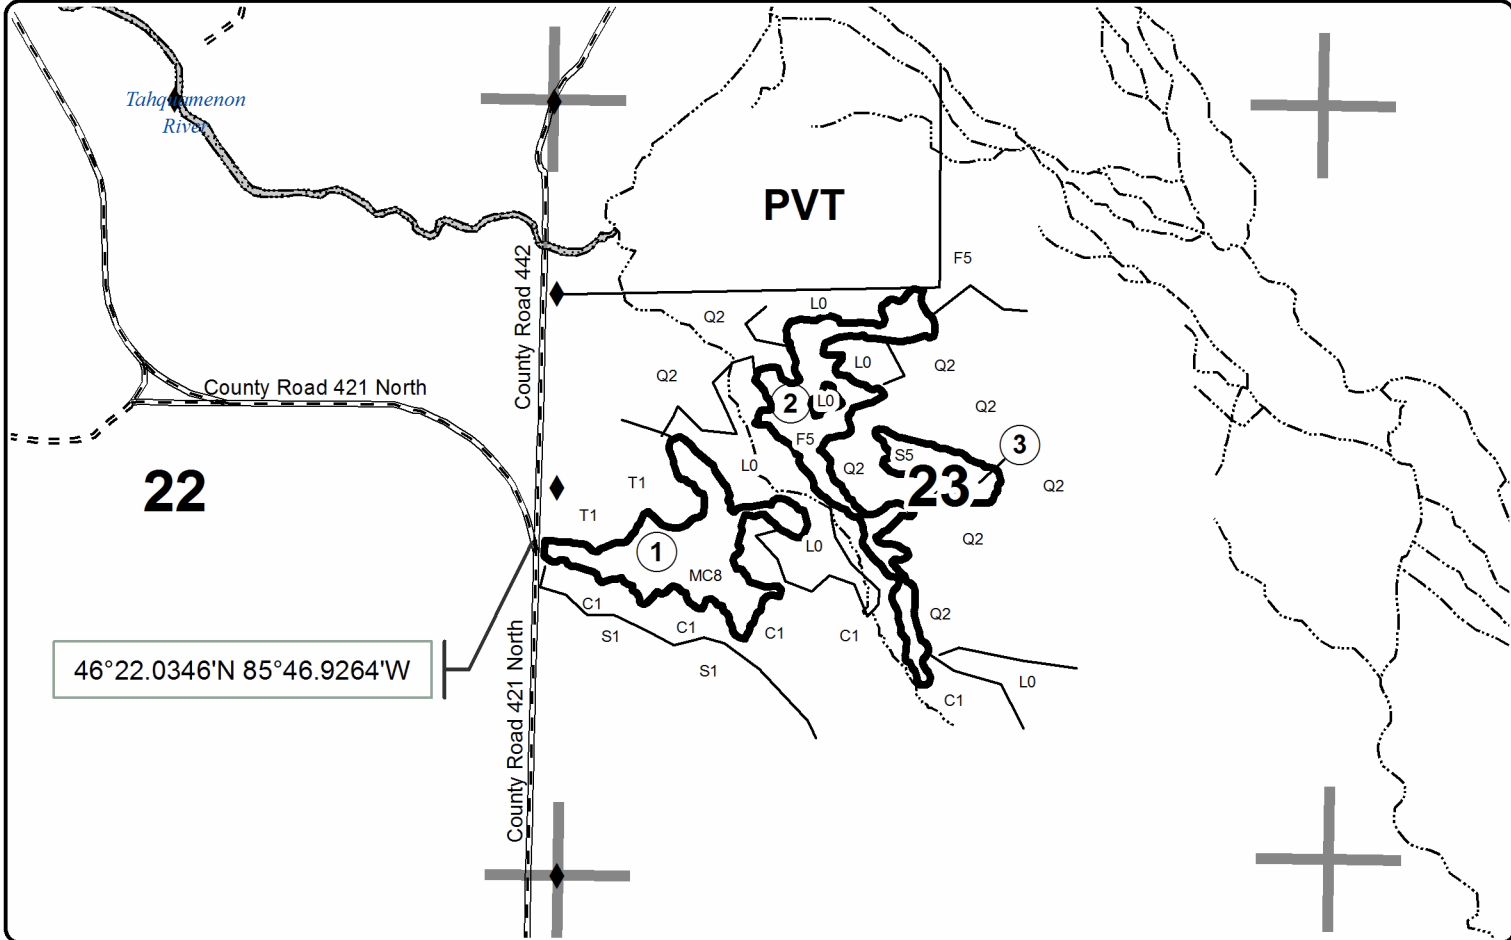 Tahquamenon
River
PVT
F5
County Road 442
L0
Q2
L0
Q2
Q2
County Road 421 North
2
L0
Q2
F5
3
22
T1
L0
Q2
S5
23
Q2
T1
1
L0
Q2
MC8
C1
C1
Q2
S1
C1
C1
46°22.0346'N 85°46.9264'W
County Road 421 North
S1
L0
C1